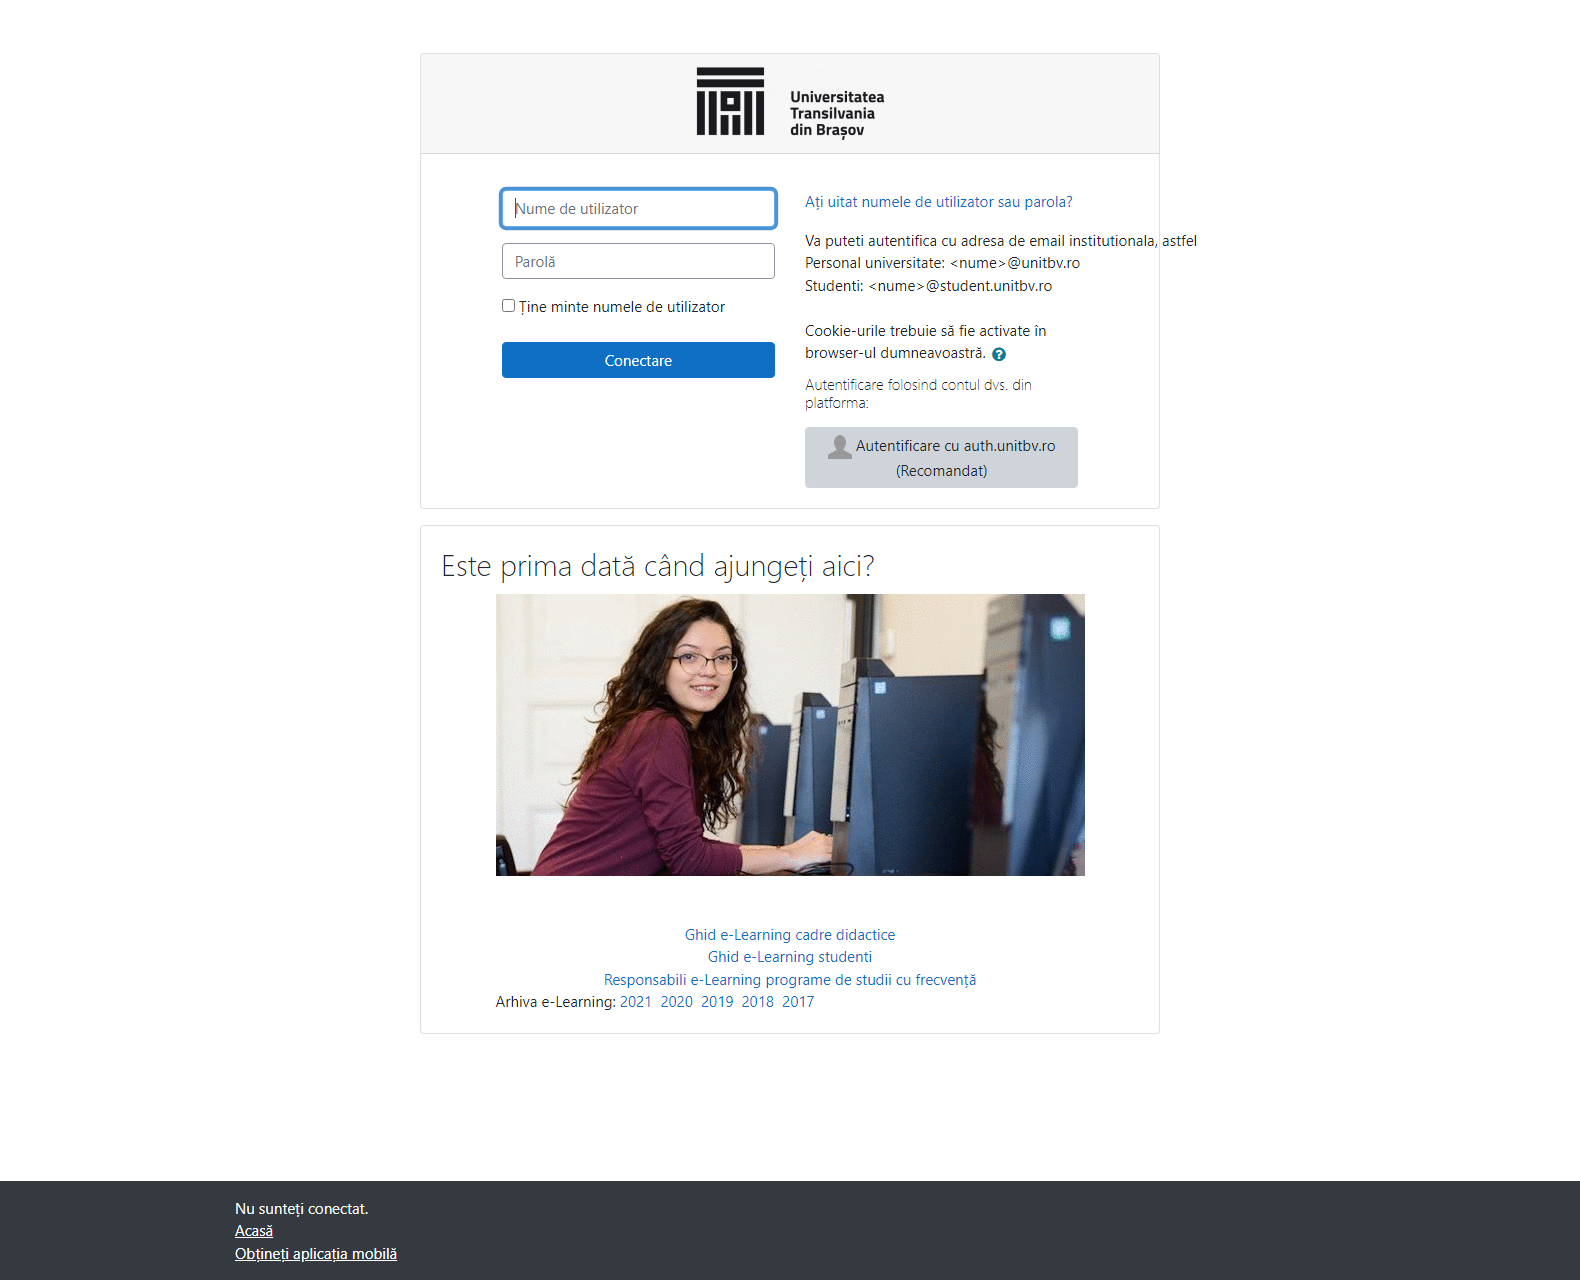 Universitatea
Transilvania
din Brașov
Nume de utilizator
Parolă
Ține minte numele de utilizator
Conectare
Ați uitat numele de utilizator sau parola?
Va puteti autentifica cu adresa de email institutionala, astfel
Personal universitate: <nume>@unitbv.ro
Studenti: <nume>@student.unitbv.ro
Cookie-urile trebuie să fie activate în
browser-ul dumneavoastră.
Autentificare folosind contul dvs. din
platforma:
Autentificare cu auth.unitbv.ro
(Recomandat)
Este prima dată când ajungeți aici?
Ghid e-Learning cadre didactice
Ghid e-Learning studenti
Responsabili e-Learning programe de studii cu frecvență
Arhiva e-Learning: 2021 2020 2019 2018 2017
Nu sunteți conectat.
Acasă
Obțineți aplicația mobilă